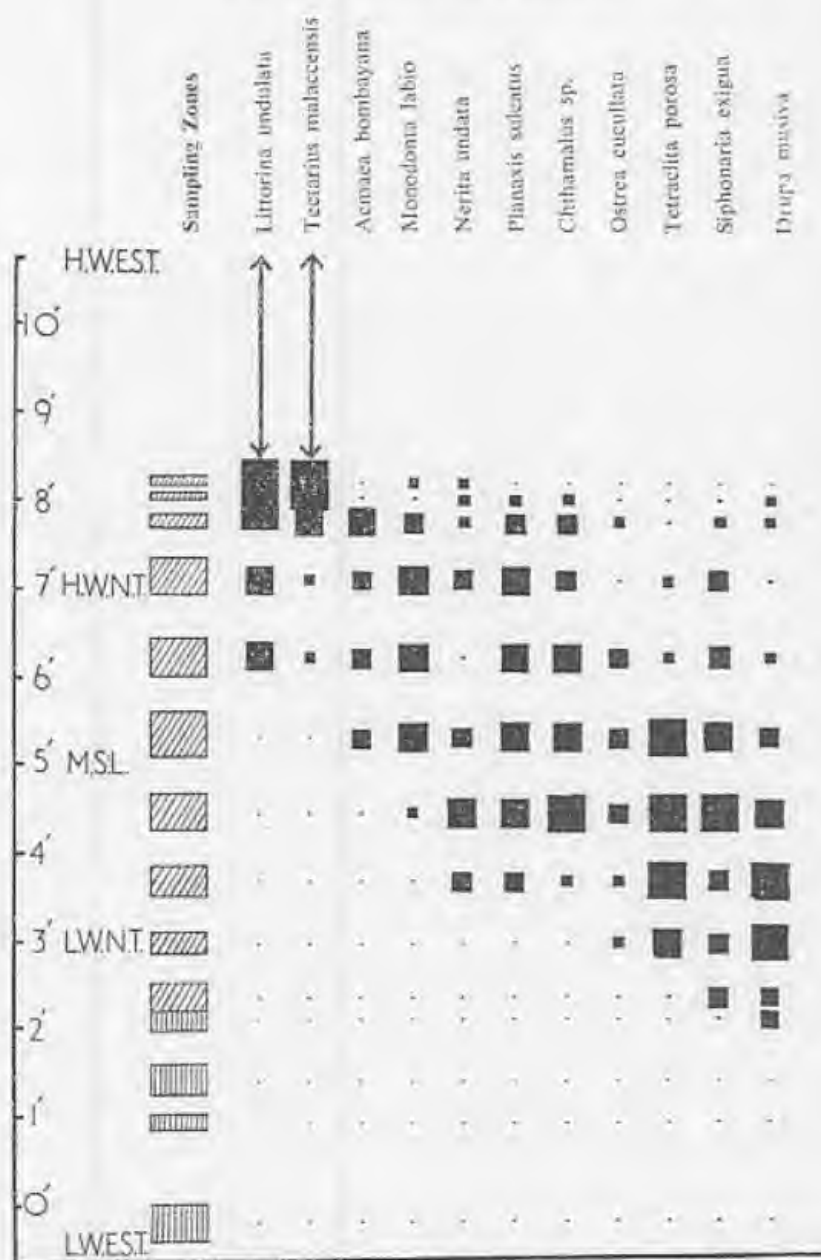 Sampling Zones
Littorina undulata
Tectarius malaccensis
Acmaea bombayana
Monodonta labio
Nerita undata
Planaxis sulcatus
Chthamalus sp.
Ostrea cucullata
Tetraclita porosa
Siphonaria exigua
Drupa musiva
H.W.E.S.T.
10'
9'
8'
7' H.W.N.T.
6'
5' M.S.L.
4'
3' L.W.N.T.
2'
1'
0'
L.W.E.S.T.